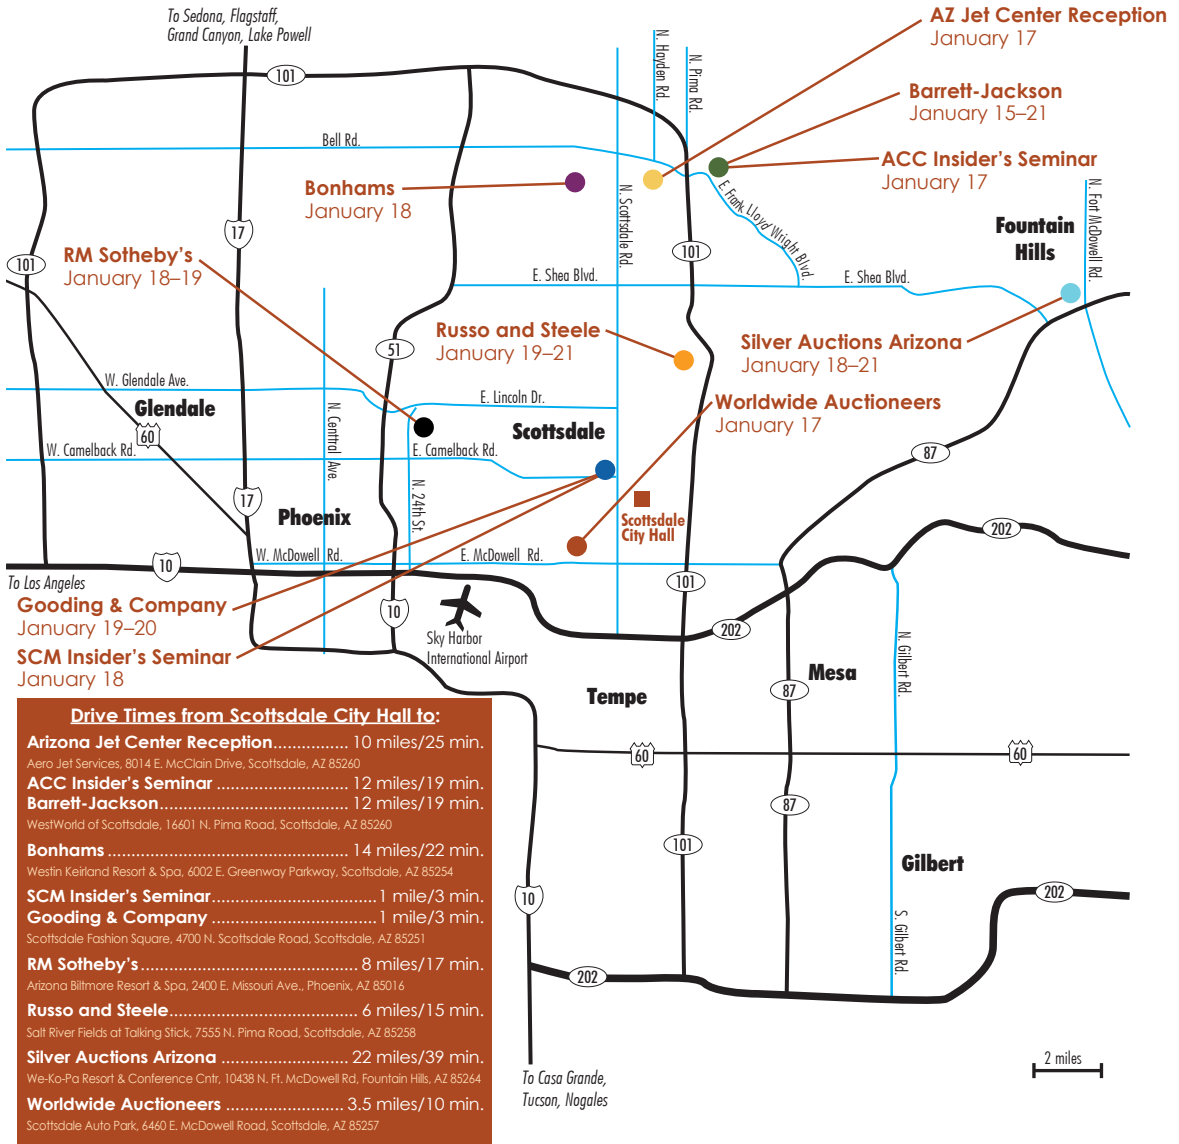 To Sedona, Flagstaff,
Grand Canyon, Lake Powell
AZ Jet Center Reception
January 17
N. Hayden Rd.
N. Pima Rd.
101
Barrett-Jackson
January 15–21
Bell Rd.
ACC Insider's Seminar
January 17
Bonhams
January 18
N. Scottsdale Rd.
E. Frank Lloyd Wright Blvd.
N. Fort McDowell Rd.
Fountain
Hills
17
RM Sotheby's
January 18–19
101
101
E. Shea Blvd.
E. Shea Blvd.
Russo and Steele
January 19–21
51
Silver Auctions Arizona
January 18–21
W. Glendale Ave.
E. Lincoln Dr.
Worldwide Auctioneers
January 17
Glendale
60
N. Centtral Ave.
Scottsdale
W. Camelback Rd.
E. Camelback Rd.
87
17
N. 24th St.
Phoenix
Scottsdale
City Hall
202
W. McDowell Rd.
E. McDowell Rd.
10
To Los Angeles
101
Gooding & Company
January 19–20
10
Sky Harbor
International Airport
202
N. Gilbert Rd.
SCM Insider's Seminar
January 18
Mesa
Tempe
87
60
60
87
101
Gilbert
10
202
S. Gilbert Rd.
202
Drive Times from Scottsdale City Hall to:
Arizona Jet Center Reception............... 10 miles/25 min.
Aero Jet Services, 8014 E. McClain Drive, Scottsdale, AZ 85260
ACC Insider's Seminar ..................... 12 miles/19 min.
Barrett-Jackson.............................. 12 miles/19 min.
WestWorld of Scottsdale, 16601 N. Pima Road, Scottsdale, AZ 85260
Bonhams ...................................... 14 miles/22 min.
Westin Keirland Resort & Spa, 6002 E. Greenway Parkway, Scottsdale, AZ 85254
SCM Insider's Seminar.......................... 1 mile/3 min.
Gooding & Company .......................... 1 mile/3 min.
Scottsdale Fashion Square, 4700 N. Scottsdale Road, Scottsdale, AZ 85251
RM Sotheby's.................................. 8 miles/17 min.
Arizona Biltmore Resort & Spa, 2400 E. Missouri Ave., Phoenix, AZ 85016
Russo and Steele............................. 6 miles/15 min.
Salt River Fields at Talking Stick, 7555 N. Pima Road, Scottsdale, AZ 85258
Silver Auctions Arizona .................... 22 miles/39 min.
We-Ko-Pa Resort & Conference Cntr, 10438 N. Ft. McDowell Rd, Fountain Hills, AZ 85264
Worldwide Auctioneers .................. 3.5 miles/10 min.
Scottsdale Auto Park, 6460 E. McDowell Road, Scottsdale, AZ 85257
To Casa Grande,
Tucson, Nogales
2 miles